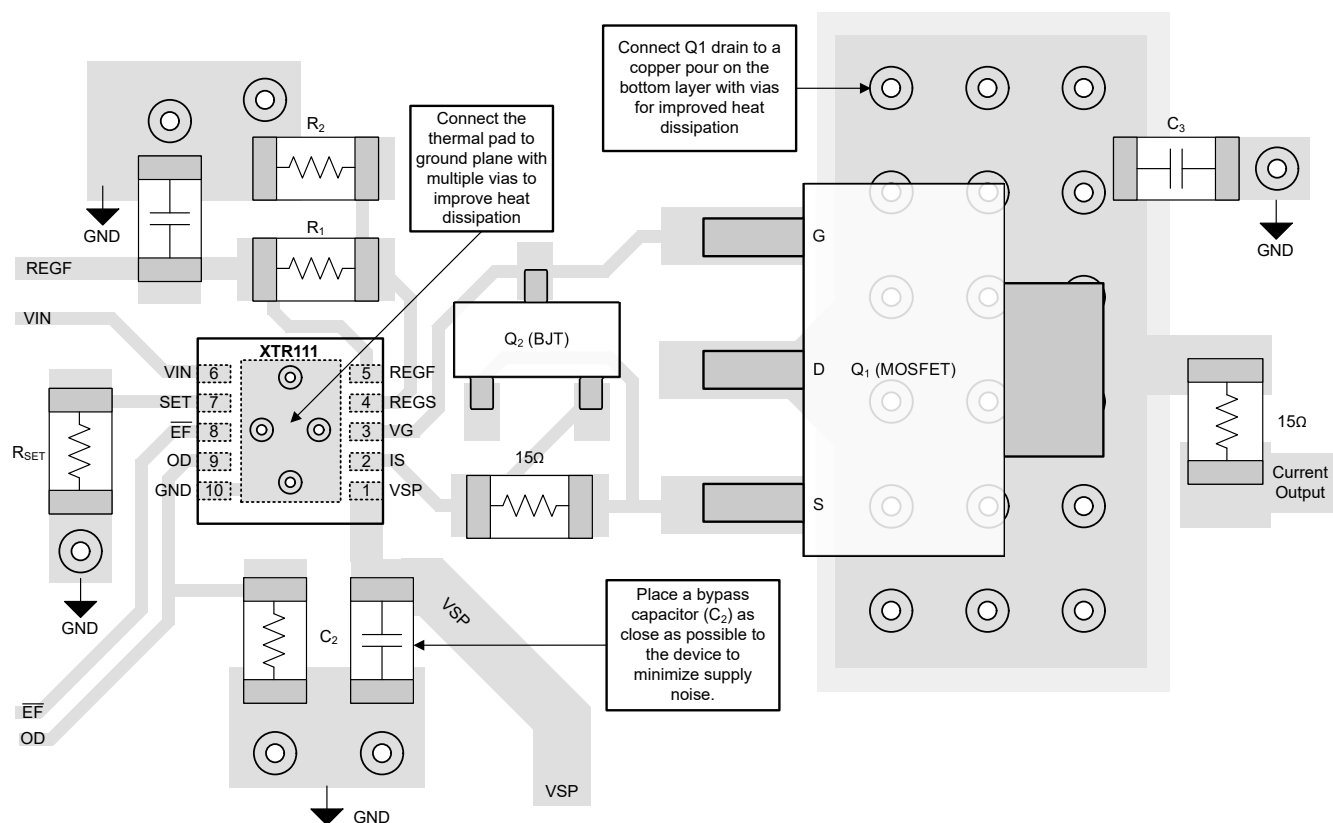 Connect Q1 drain to a
copper pour on the
bottom layer with vias
for improved heat
dissipation
R2
Connect the
thermal pad to
ground plane with
multiple vias to
improve heat
dissipation
C3
GND
GND
R1
REGF
VIN
G
Q2 (BJT)
D
Q1 (MOSFET)
S
XTR111
VIN 6
5 REGF
SET 7
4 REGS
EF 8
3 VG
OD 9
2 IS
GND 10
1 VSP
RSET
15Ω
15Ω
Current
Output
GND
C2
VSP
Place a bypass
capacitor (C2) as
close as possible to
the device to
minimize supply
noise.
EF
OD
VSP
GND